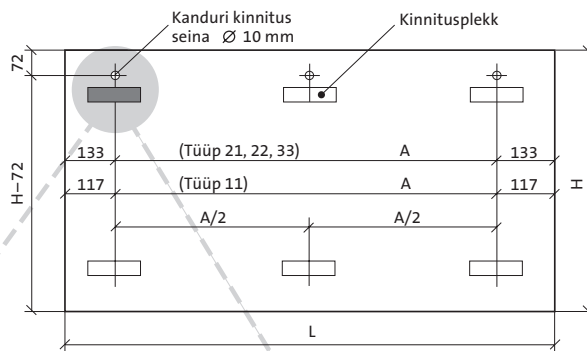 Kanduri kinnitus
seina Ø 10 mm
Kinnitusplekk
72
133 (Tüüp 21, 22, 33) A 133
117 (Tüüp 11) A 117
H–72
H
A/2 A/2
L